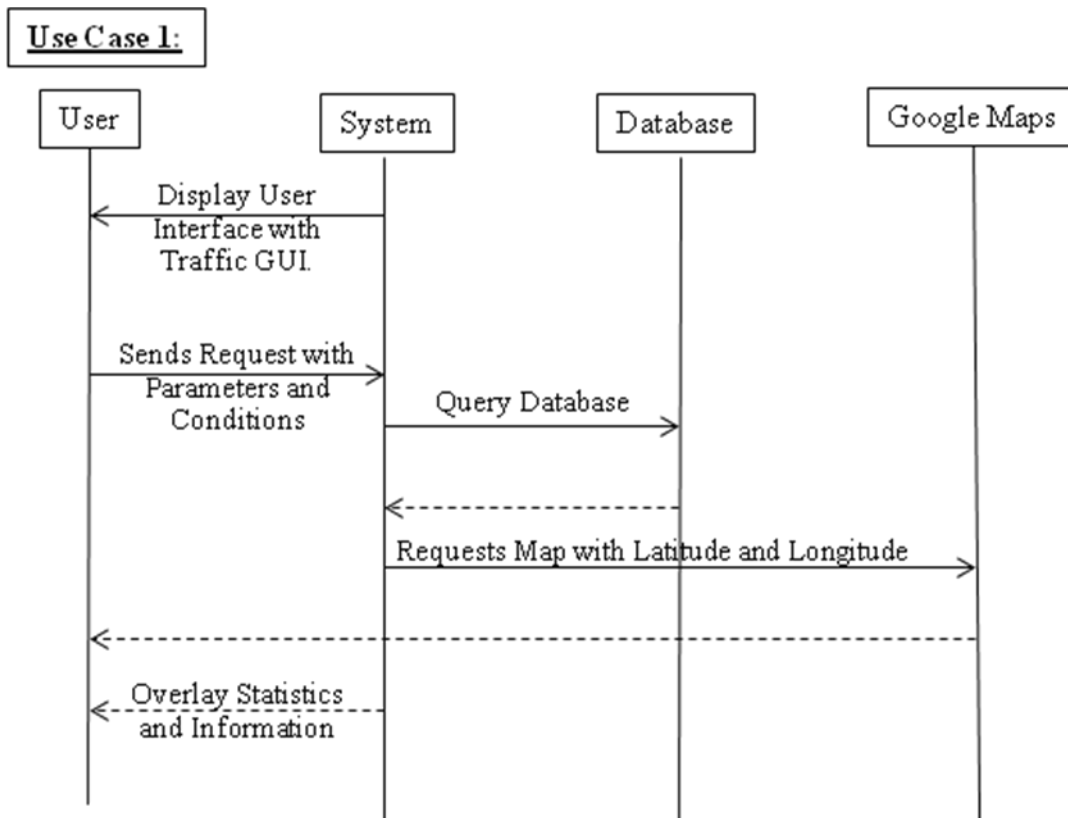 Use Case 1:
User
System
Database
Google Maps
Display User
Interface with
Traffic GUI.
Sends Request with
Parameters and
Conditions
Query Database
Requests Map with Latitude and Longitude
Overlay Statistics
and Information